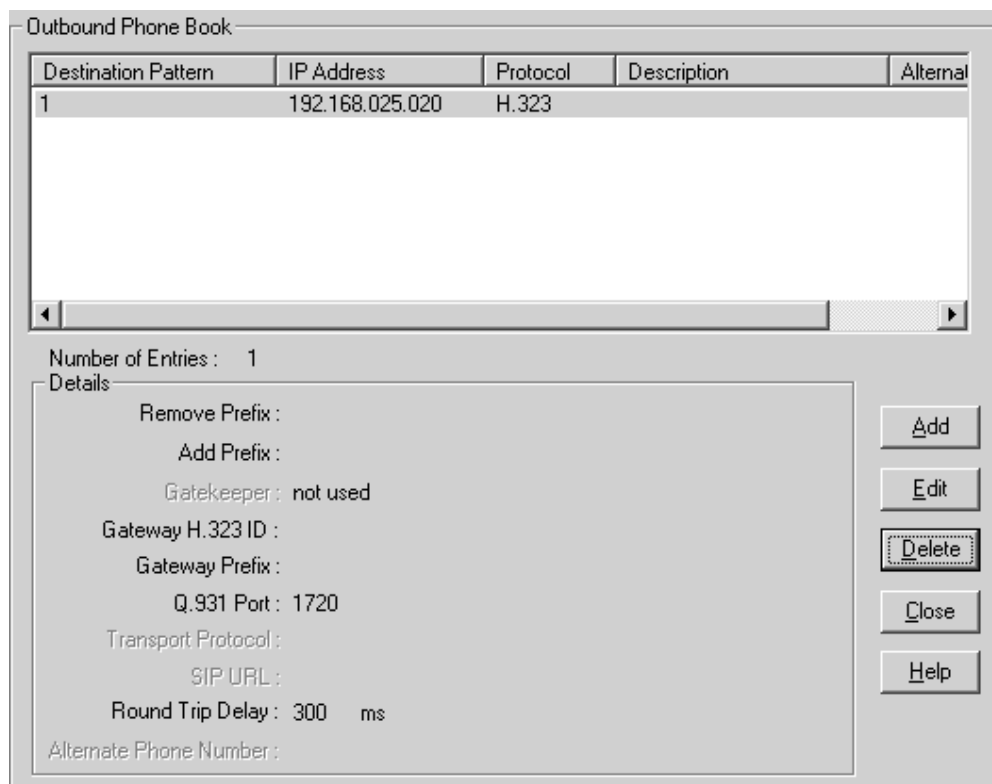 Outbound Phone Book
Destination Pattern IP Address Protocol Description Alternat
1 192.168.025.020 H.323
Number of Entries : 1
Details
Remove Prefix :
Add Prefix :
Gatekeeper : not used
Gateway H.323 ID :
Gateway Prefix :
Q.931 Port : 1720
Transport Protocol :
SIP URL :
Round Trip Delay : 300 ms
Alternate Phone Number :
Add
Edit
Delete
Close
Help